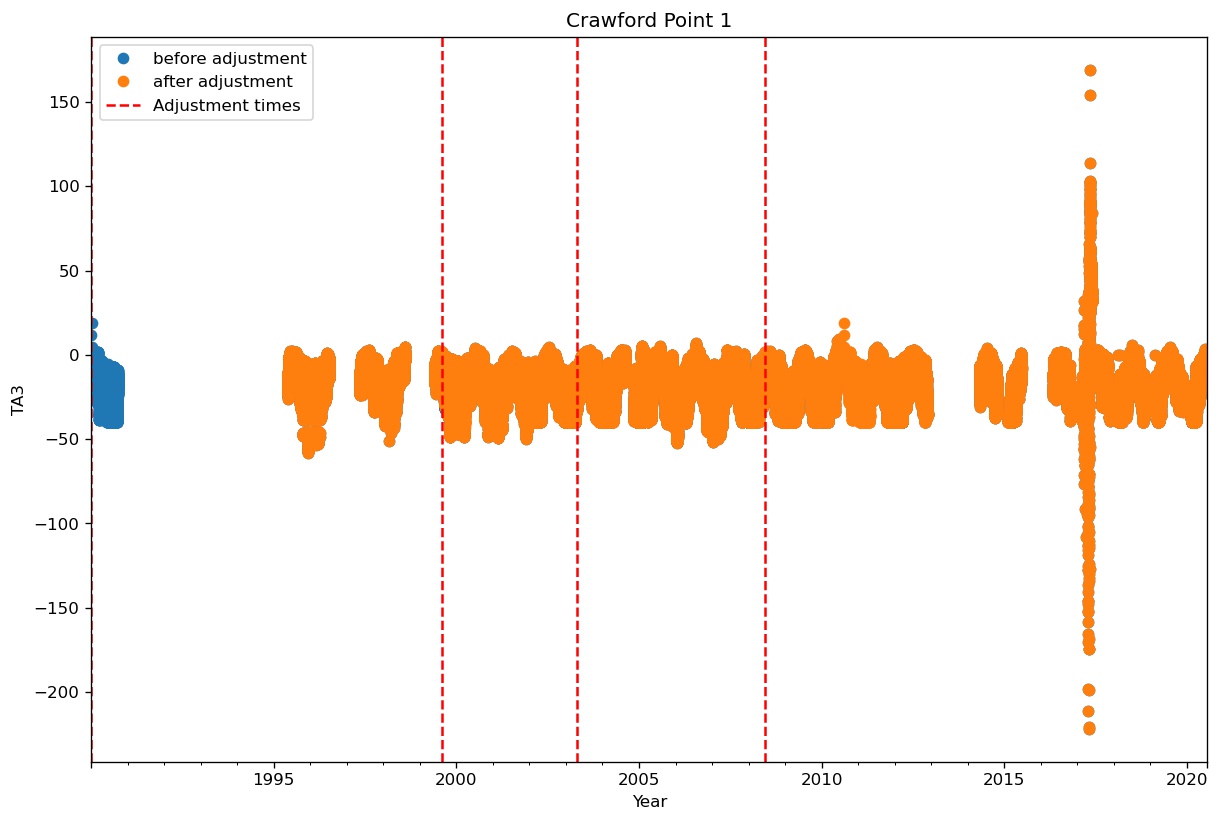 Crawford Point 1
before adjustment
after adjustment
Adjustment times
150
100
50
0
−50
−100
−150
−200
TA3
1995
2000
2005
2010
2015
2020
Year